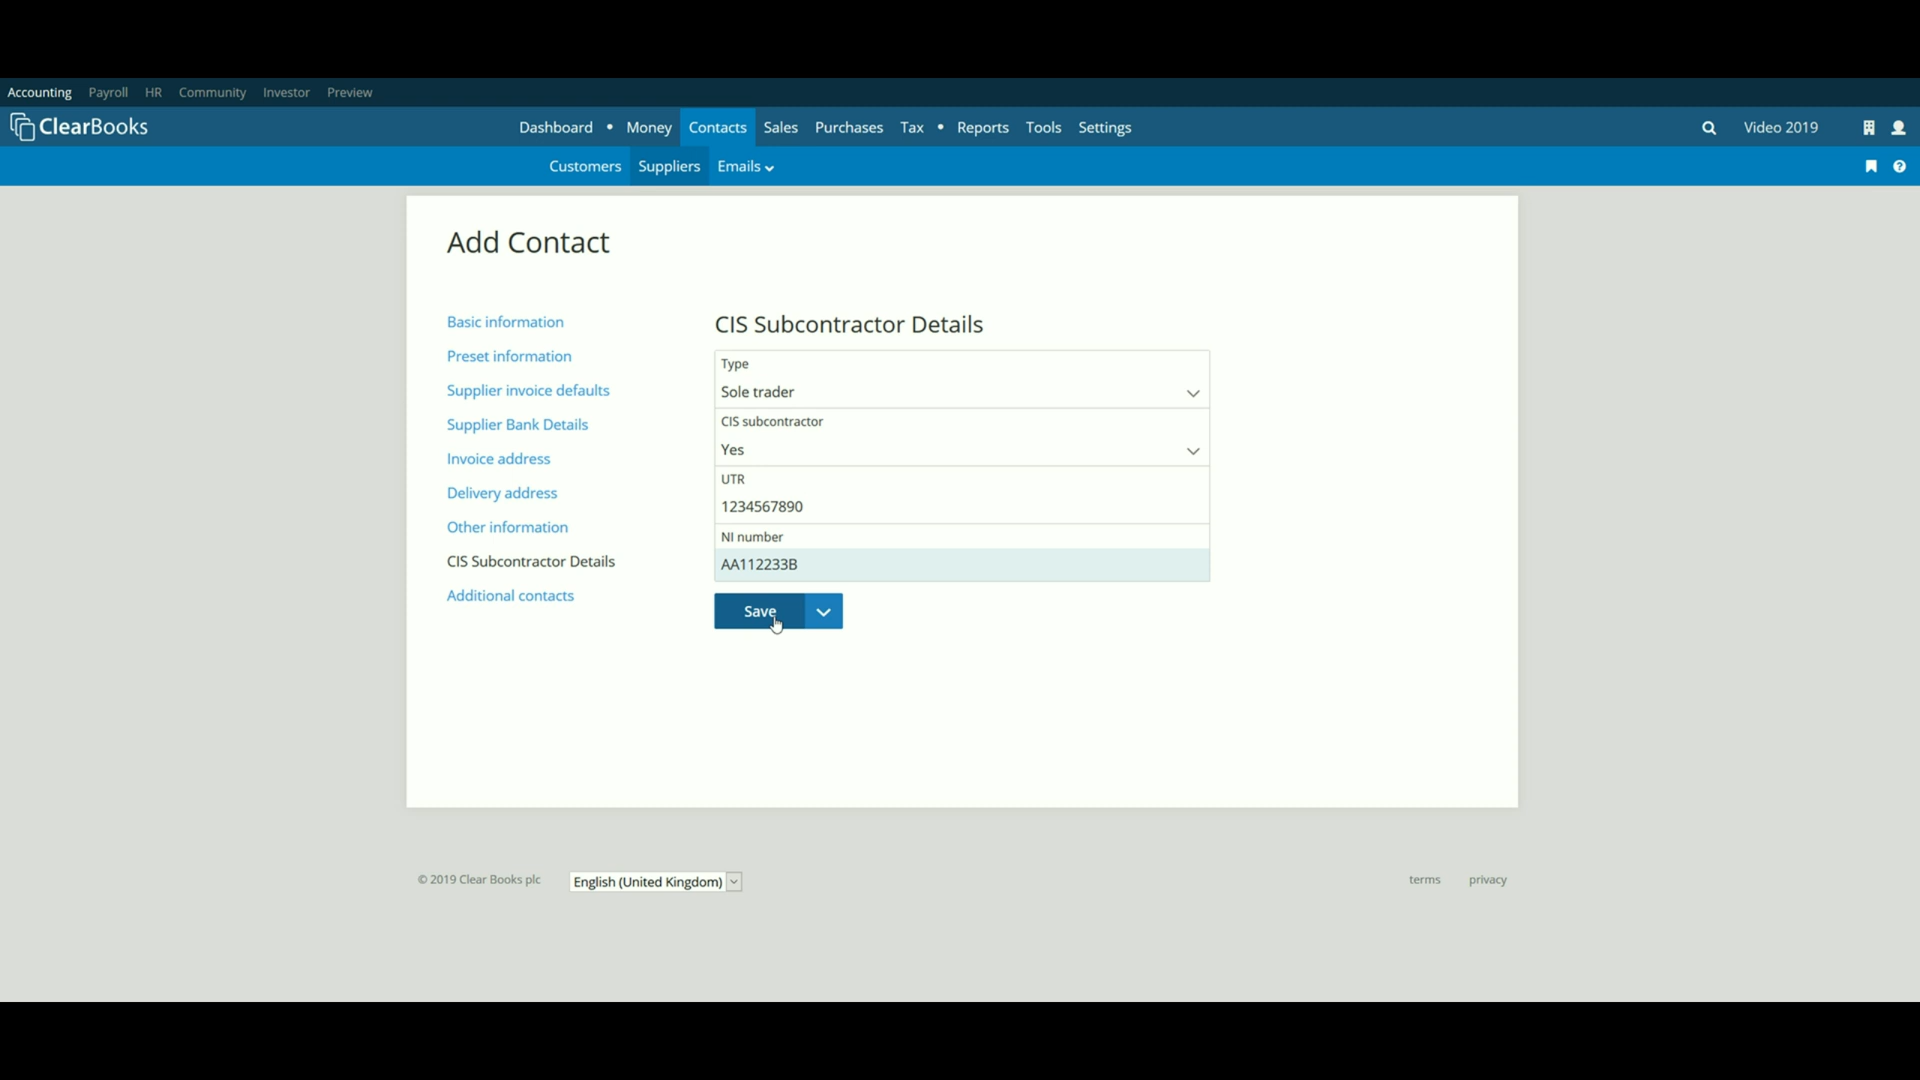 Accounting Payroll HR Community Investor Preview
ClearBooks Dashboard • Money Contacts Sales Purchases Tax • Reports Tools Settings Video 2019
Customers Suppliers Emails
Add Contact
Basic information
Preset information
Supplier invoice defaults
Supplier Bank Details
Invoice address
Delivery address
Other information
CIS Subcontractor Details
Additional contacts
CIS Subcontractor Details
Type
Sole trader
CIS subcontractor
Yes
UTR
1234567890
NI number
AA112233B
Save
© 2019 Clear Books plc English (United Kingdom) terms privacy